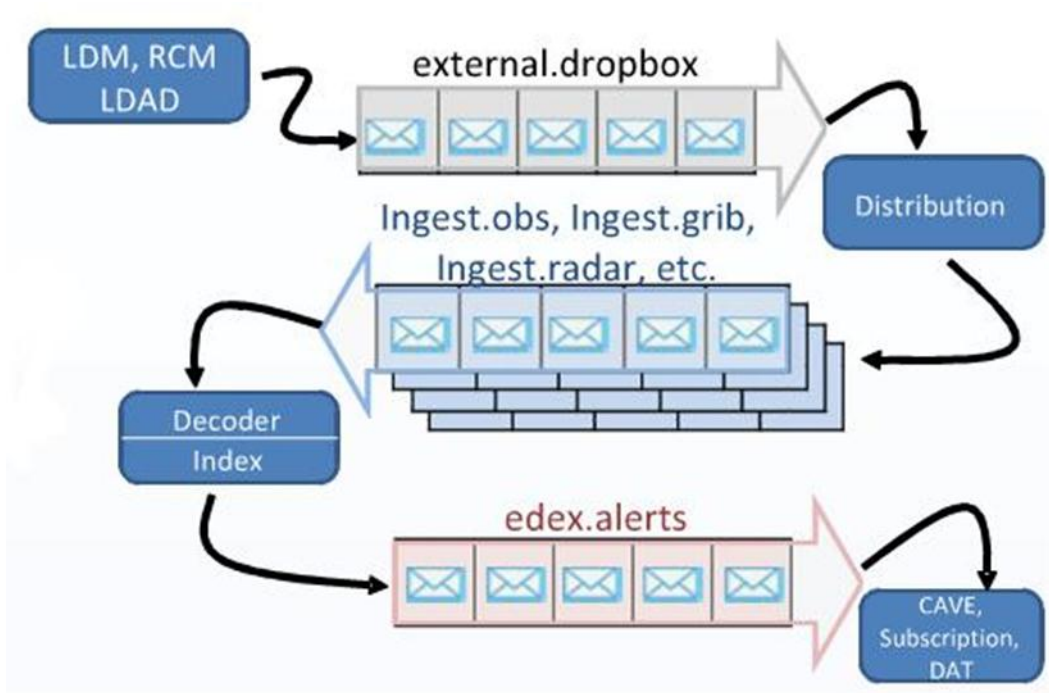 LDM, RCM
LDAD
external.dropbox
Distribution
Ingest.obs, Ingest.grib,
Ingest.radar, etc.
Decoder
Index
edex.alerts
CAVE,
Subscription,
DAT